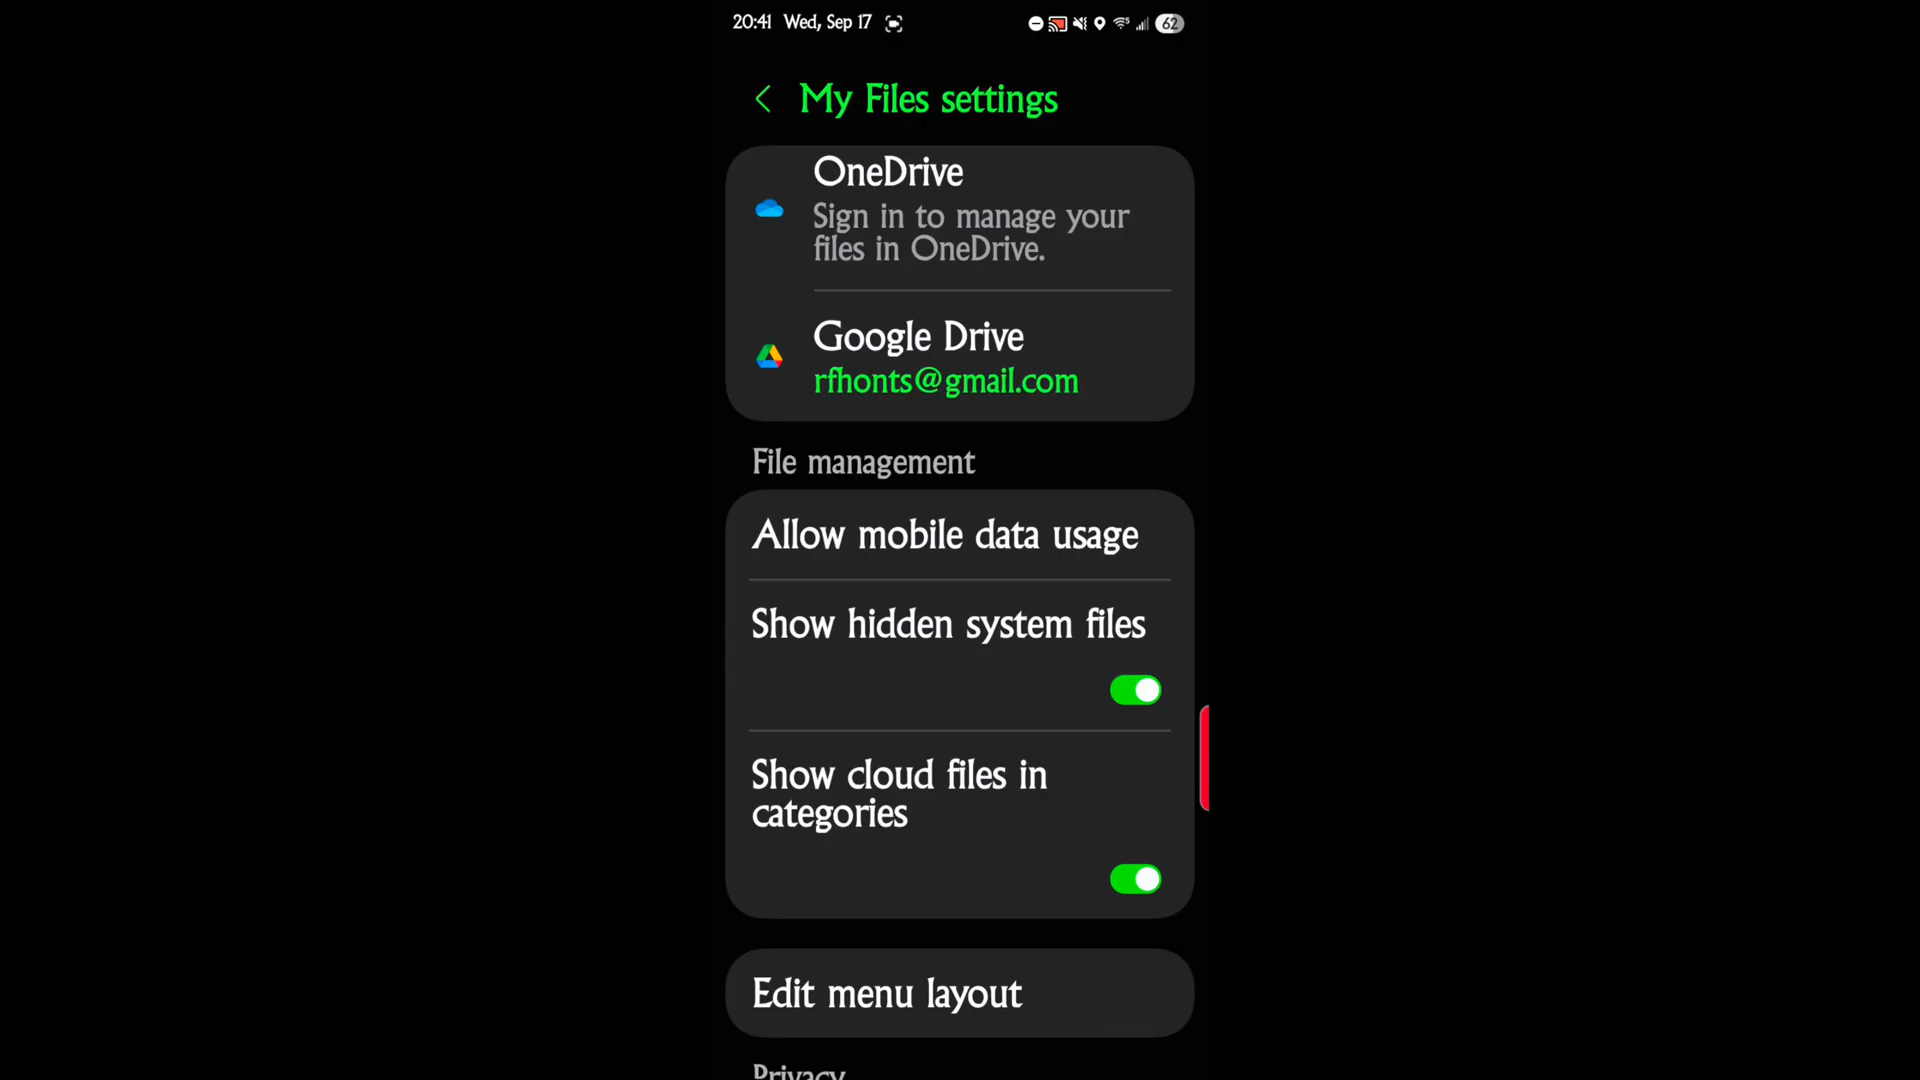 20:41 Wed, Sep 17
62
My Files settings
OneDrive
Sign in to manage your
files in OneDrive.
Google Drive
rfhonts@gmail.com
File management
Allow mobile data usage
Show hidden system files
Show cloud files in
categories
Edit menu layout
Privacy